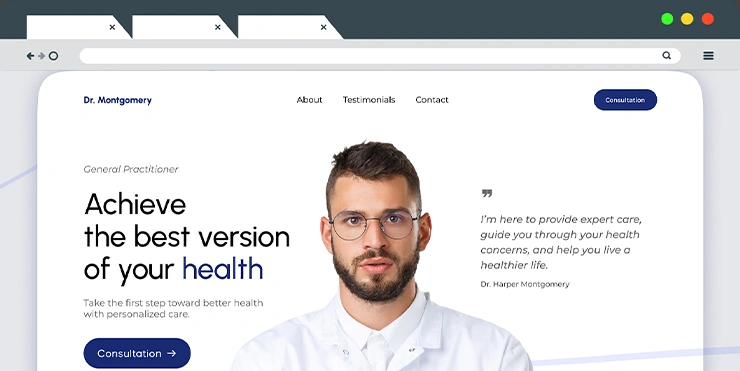 Dr. Montgomery
About
Testimonials
Contact
Consultation
General Practitioner
Achieve
the best version
of your health
Take the first step toward better health
with personalized care.
Consultation →
❞
I'm here to provide expert care,
guide you through your health
concerns, and help you live a
healthier life.
Dr. Harper Montgomery